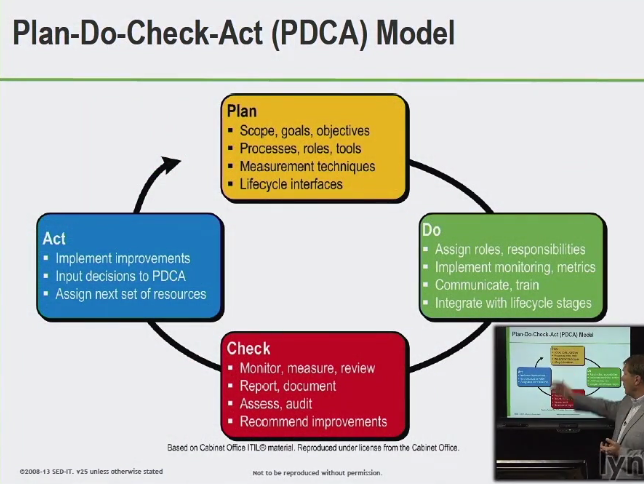 Plan-Do-Check-Act (PDCA) Model
Plan
▪ Scope, goals, objectives
▪ Processes, roles, tools
▪ Measurement techniques
▪ Lifecycle interfaces
Do
▪ Assign roles, responsibilities
▪ Implement monitoring, metrics
▪ Communicate, train
▪ Integrate with lifecycle stages
Check
▪ Monitor, measure, review
▪ Report, document
▪ Assess, audit
▪ Recommend improvements
Act
▪ Implement improvements
▪ Input decisions to PDCA
▪ Assign next set of resources
Plan-Do-Check-Act (PDCA) Model
Based on Cabinet Office ITIL® material. Reproduced under license from the Cabinet Office.
©2008-13 SED-IT. v25 unless otherwise stated
Not to be reproduced without permission.
lyn